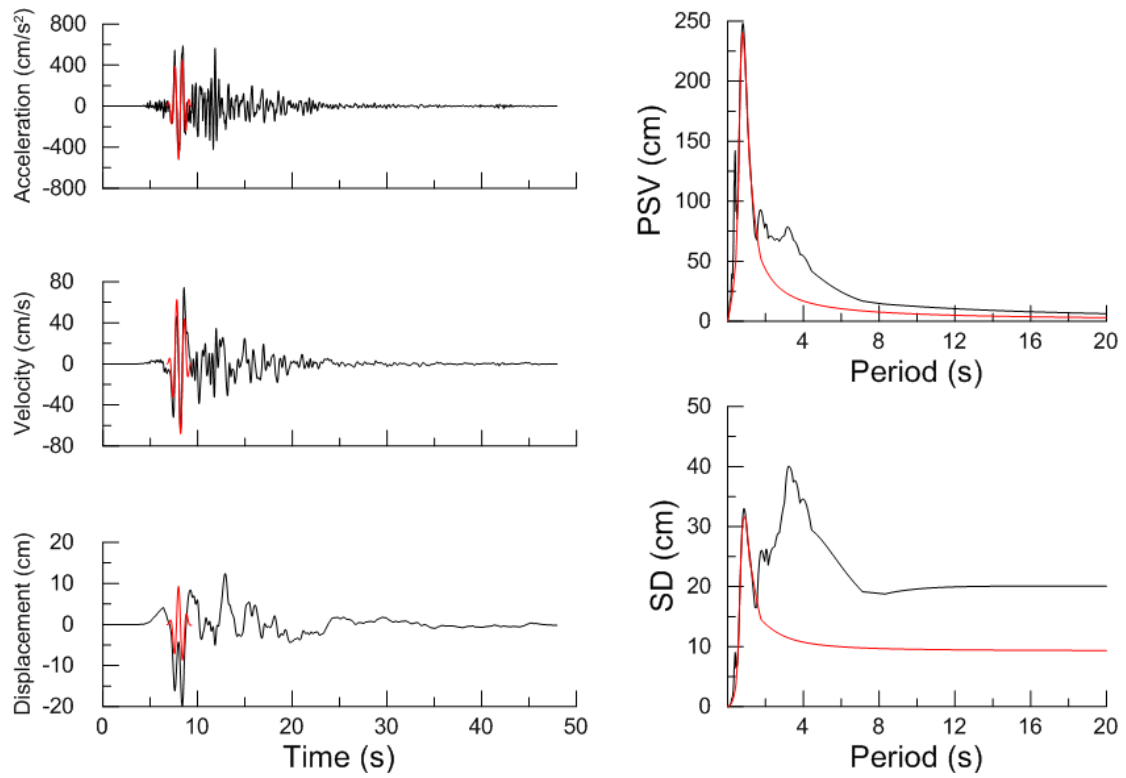 Acceleration (cm/s²)
800
400
0
-400
-800
Velocity (cm/s)
80
40
0
-40
-80
Displacement (cm)
20
10
0
-10
-20
0 10 20 30 40 50
Time (s)
PSV (cm)
250
200
150
100
50
0
4 8 12 16 20
Period (s)
SD (cm)
50
40
30
20
10
0
4 8 12 16 20
Period (s)